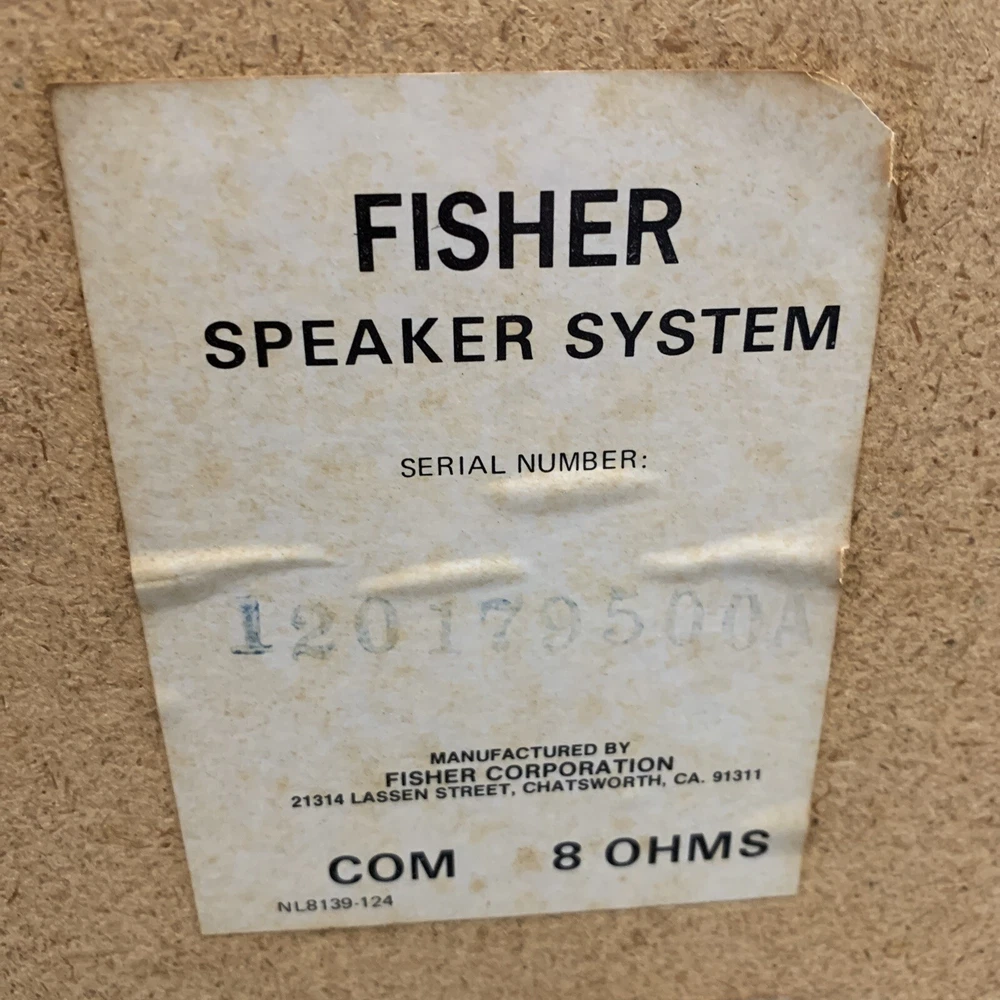 FISHER
SPEAKER SYSTEM
SERIAL NUMBER:
120179500A
MANUFACTURED BY
FISHER CORPORATION
21314 LASSEN STREET, CHATSWORTH, CA. 91311
COM 8 OHMS
NL8139-124